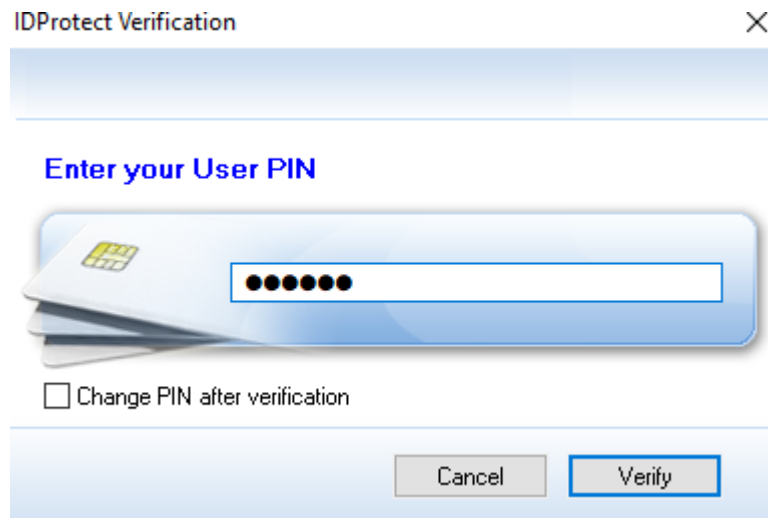 IDProtect Verification
Enter your User PIN
●●●●●●
Change PIN after verification
Cancel
Verify